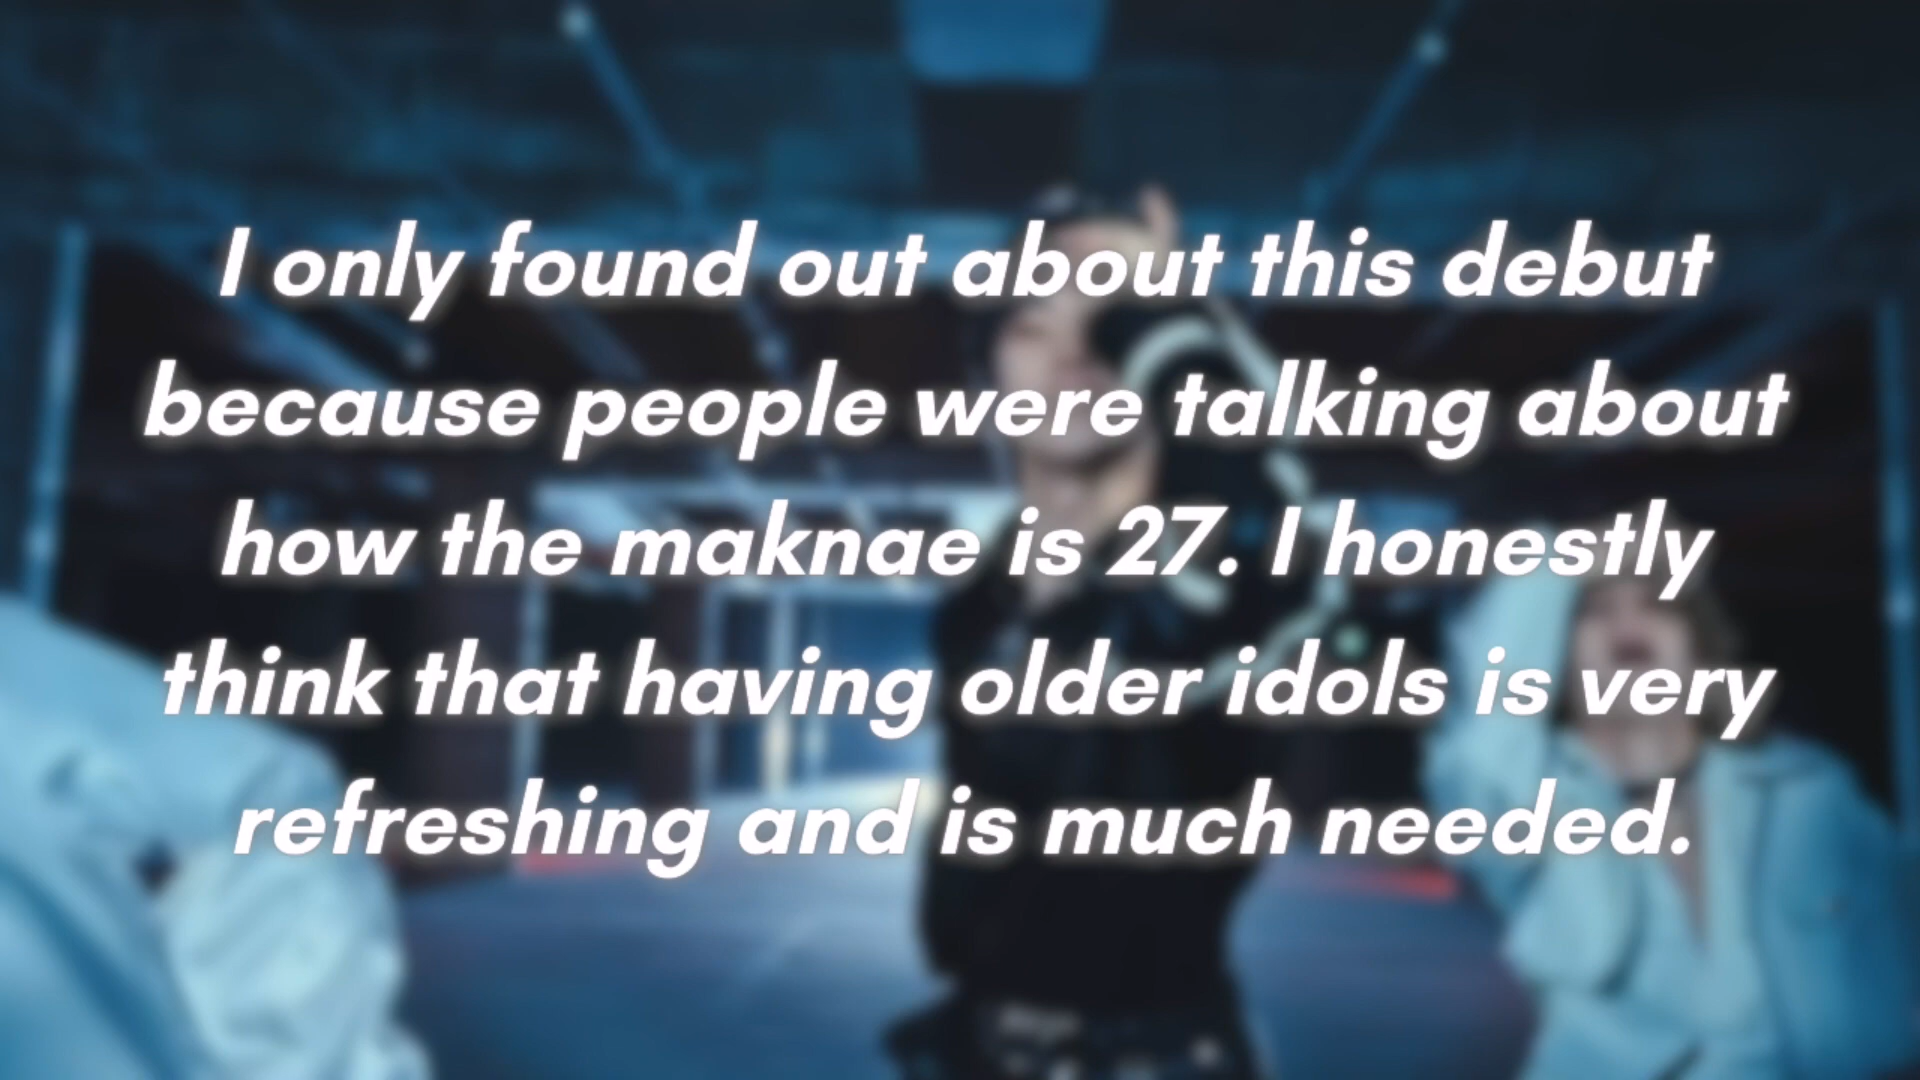 I only found out about this debut
because people were talking about
how the maknae is 27. I honestly
think that having older idols is very
refreshing and is much needed.